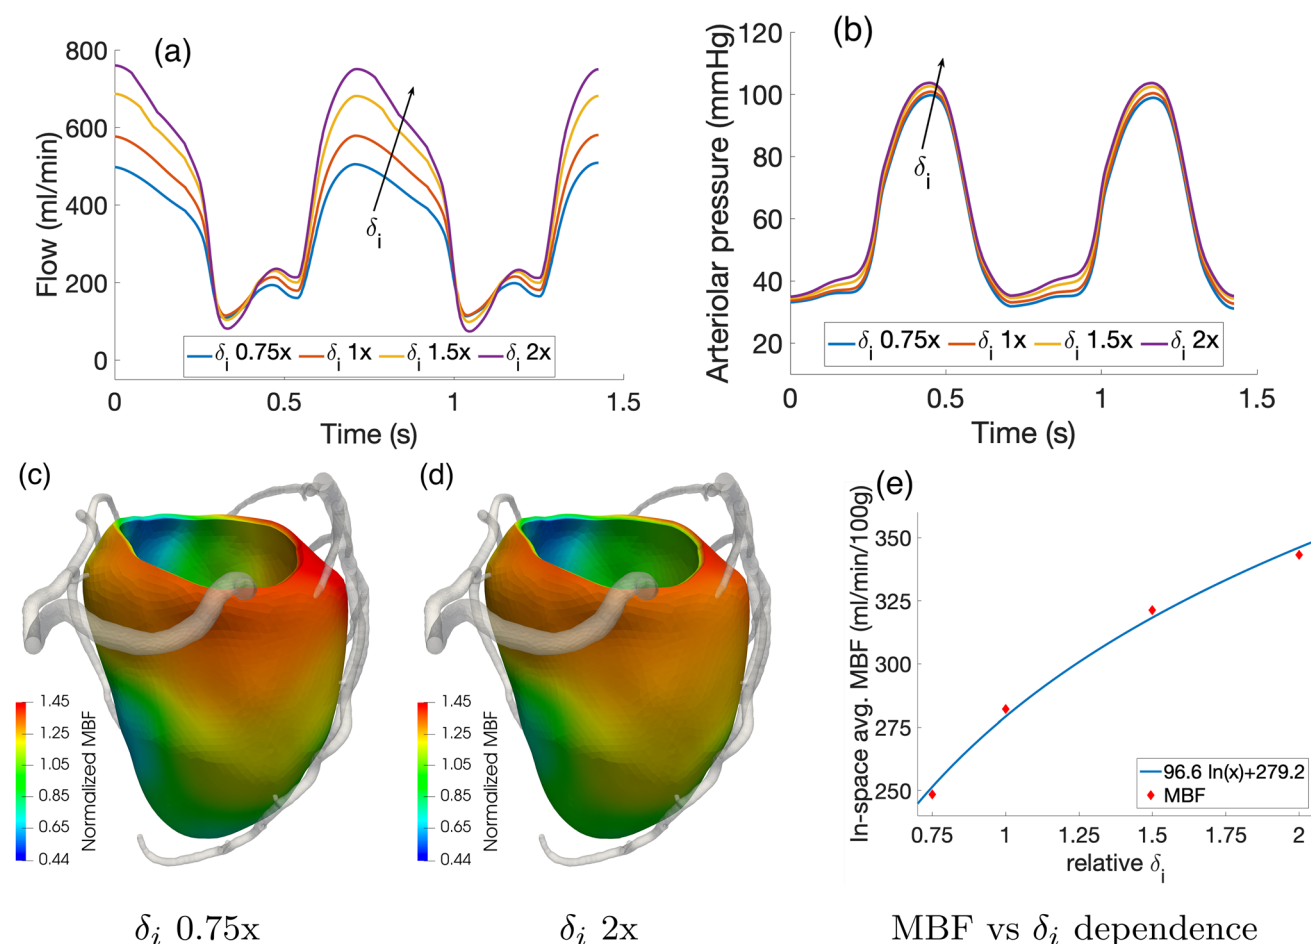 (a)
800
600
400
200
0
Flow (ml/min)
δi
δi 0.75x δi 1x δi 1.5x δi 2x
0 0.5 1 1.5
Time (s)
(b)
120
100
80
60
40
20
Arteriolar pressure (mmHg)
δi
δi 0.75x δi 1x δi 1.5x δi 2x
0 0.5 1 1.5
Time (s)
(c)
1.45
1.25
1.05
0.85
0.65
0.44
Normalized MBF
δi 0.75x
(d)
1.45
1.25
1.05
0.85
0.65
0.44
Normalized MBF
δi 2x
(e)
350
325
300
275
250
In-space avg. MBF (ml/min/100g)
96.6 ln(x)+279.2
MBF
0.75 1 1.25 1.5 1.75 2
relative δi
MBF vs δi dependence